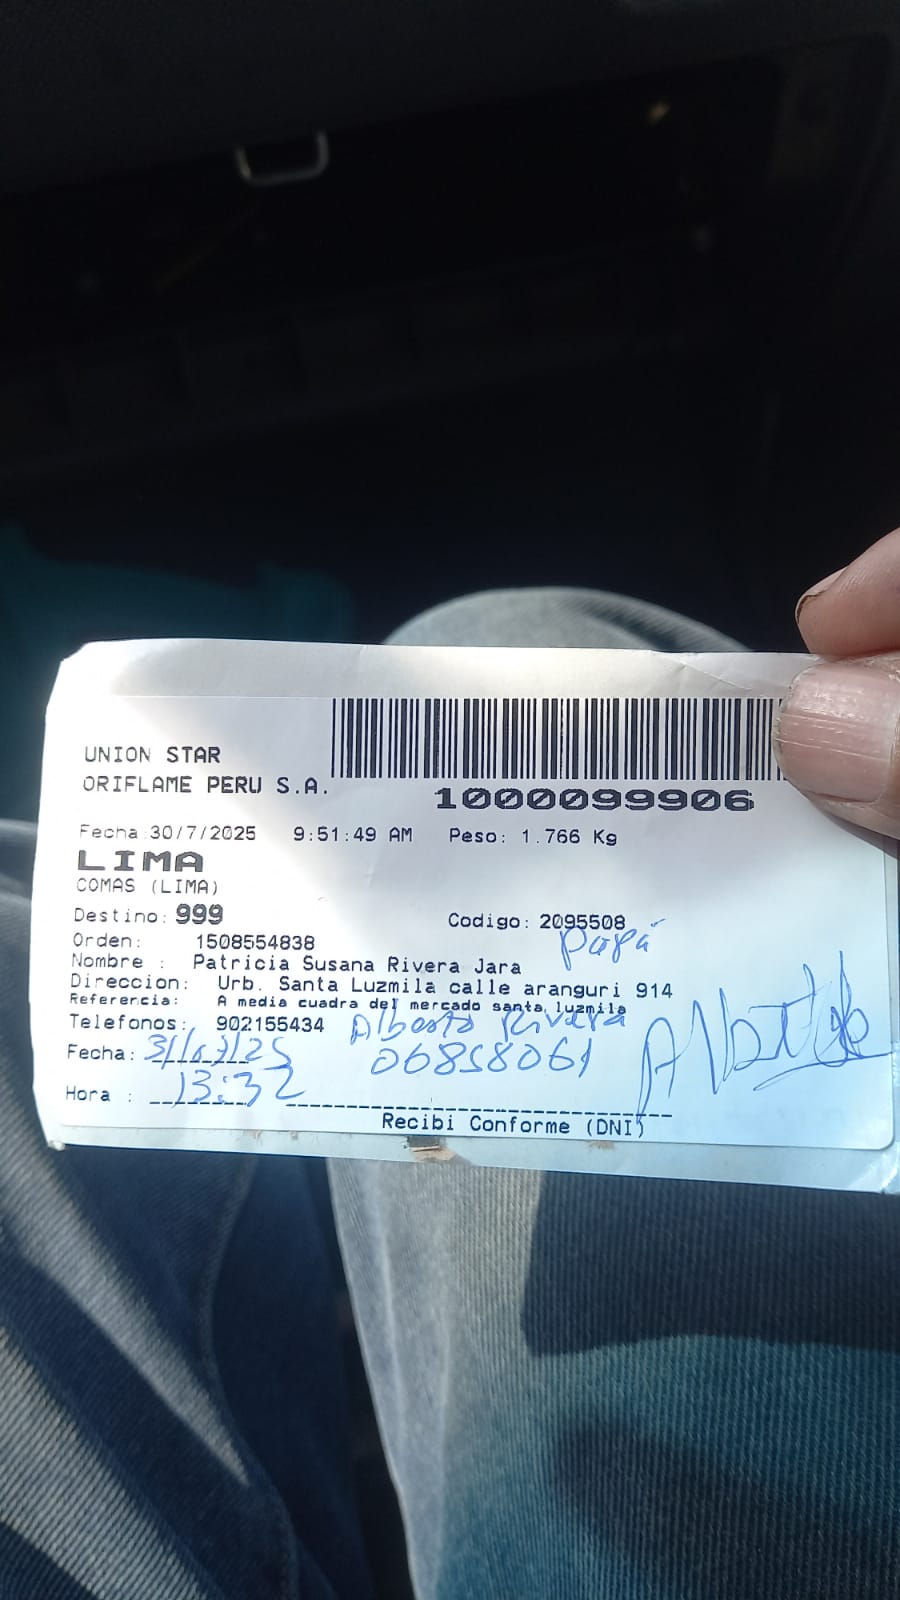 UNION STAR
ORIFLAME PERU S.A.
1000099906
Fecha:30/7/2025 9:51:49 AM Peso: 1.766 Kg
LIMA
COMAS (LIMA)
Destino: 999 Codigo: 2095508
Orden: 1508554838 papá
Nombre : Patricia Susana Rivera Jara
Direccion: Urb. Santa Luzmila calle aranguri 914
Referencia: A media cuadra del mercado santa luzmila
Telefonos: 902155434 Alberto Rivera
Fecha: 31/07/25 06858061
Hora : 13:32
Recibi Conforme (DNI)